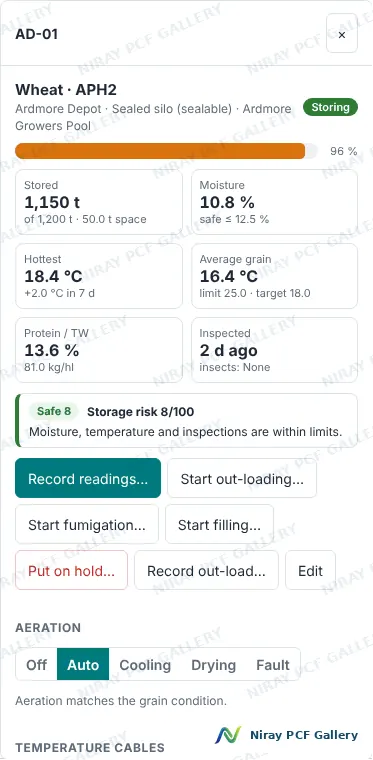 AD-01
×
Wheat · APH2
Ardmore Depot · Sealed silo (sealable) · Ardmore Growers Pool
Storing
96 %
Stored
1,150 t
of 1,200 t · 50.0 t space
Moisture
10.8 %
safe ≤ 12.5 %
Hottest
18.4 °C
+2.0 °C in 7 d
Average grain
16.4 °C
limit 25.0 · target 18.0
Protein / TW
13.6 %
81.0 kg/hl
Inspected
2 d ago
insects: None
Safe 8 Storage risk 8/100
Moisture, temperature and inspections are within limits.
Record readings... Start out-loading...
Start fumigation... Start filling...
Put on hold... Record out-load... Edit
AERATION
Off Auto Cooling Drying Fault
Aeration matches the grain condition.
Niray PCF Gallery
TEMPERATURE CABLES
NIRAY PCF GALLERY